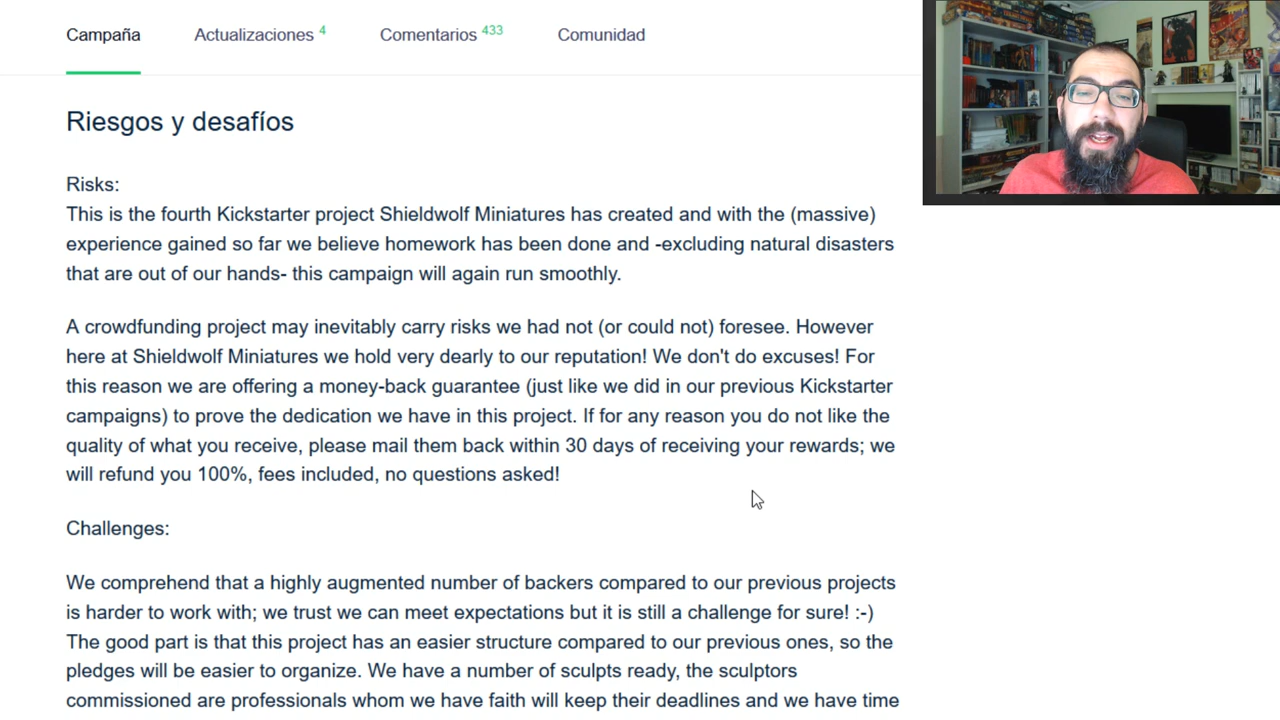 Campaña Actualizaciones 4 Comentarios 433 Comunidad
Riesgos y desafíos
Risks:
This is the fourth Kickstarter project Shieldwolf Miniatures has created and with the (massive)
experience gained so far we believe homework has been done and -excluding natural disasters
that are out of our hands- this campaign will again run smoothly.
A crowdfunding project may inevitably carry risks we had not (or could not) foresee. However
here at Shieldwolf Miniatures we hold very dearly to our reputation! We don't do excuses! For
this reason we are offering a money-back guarantee (just like we did in our previous Kickstarter
campaigns) to prove the dedication we have in this project. If for any reason you do not like the
quality of what you receive, please mail them back within 30 days of receiving your rewards; we
will refund you 100%, fees included, no questions asked!
Challenges:
We comprehend that a highly augmented number of backers compared to our previous projects
is harder to work with; we trust we can meet expectations but it is still a challenge for sure! :-)
The good part is that this project has an easier structure compared to our previous ones, so the
pledges will be easier to organize. We have a number of sculpts ready, the sculptors
commissioned are professionals whom we have faith will keep their deadlines and we have time